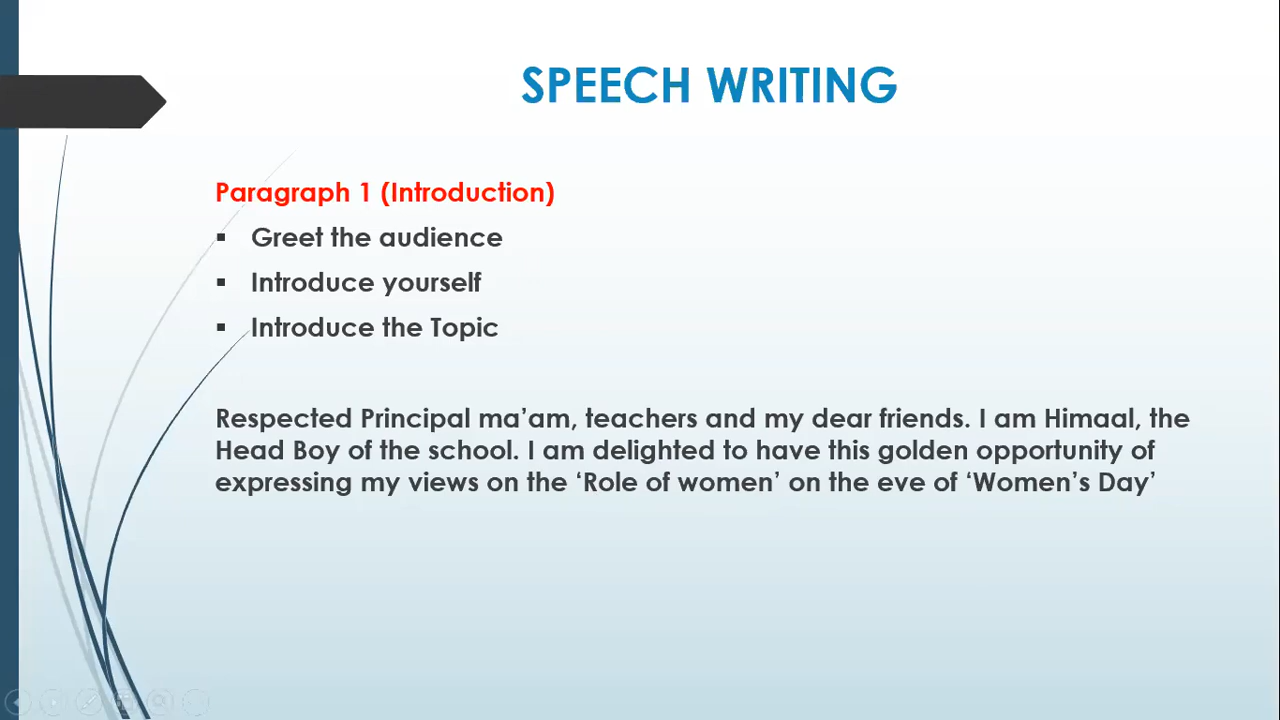 SPEECH WRITING
Paragraph 1 (Introduction)
▪ Greet the audience
▪ Introduce yourself
▪ Introduce the Topic
Respected Principal ma’am, teachers and my dear friends. I am Himaal, the
Head Boy of the school. I am delighted to have this golden opportunity of
expressing my views on the ‘Role of women’ on the eve of ‘Women’s Day’